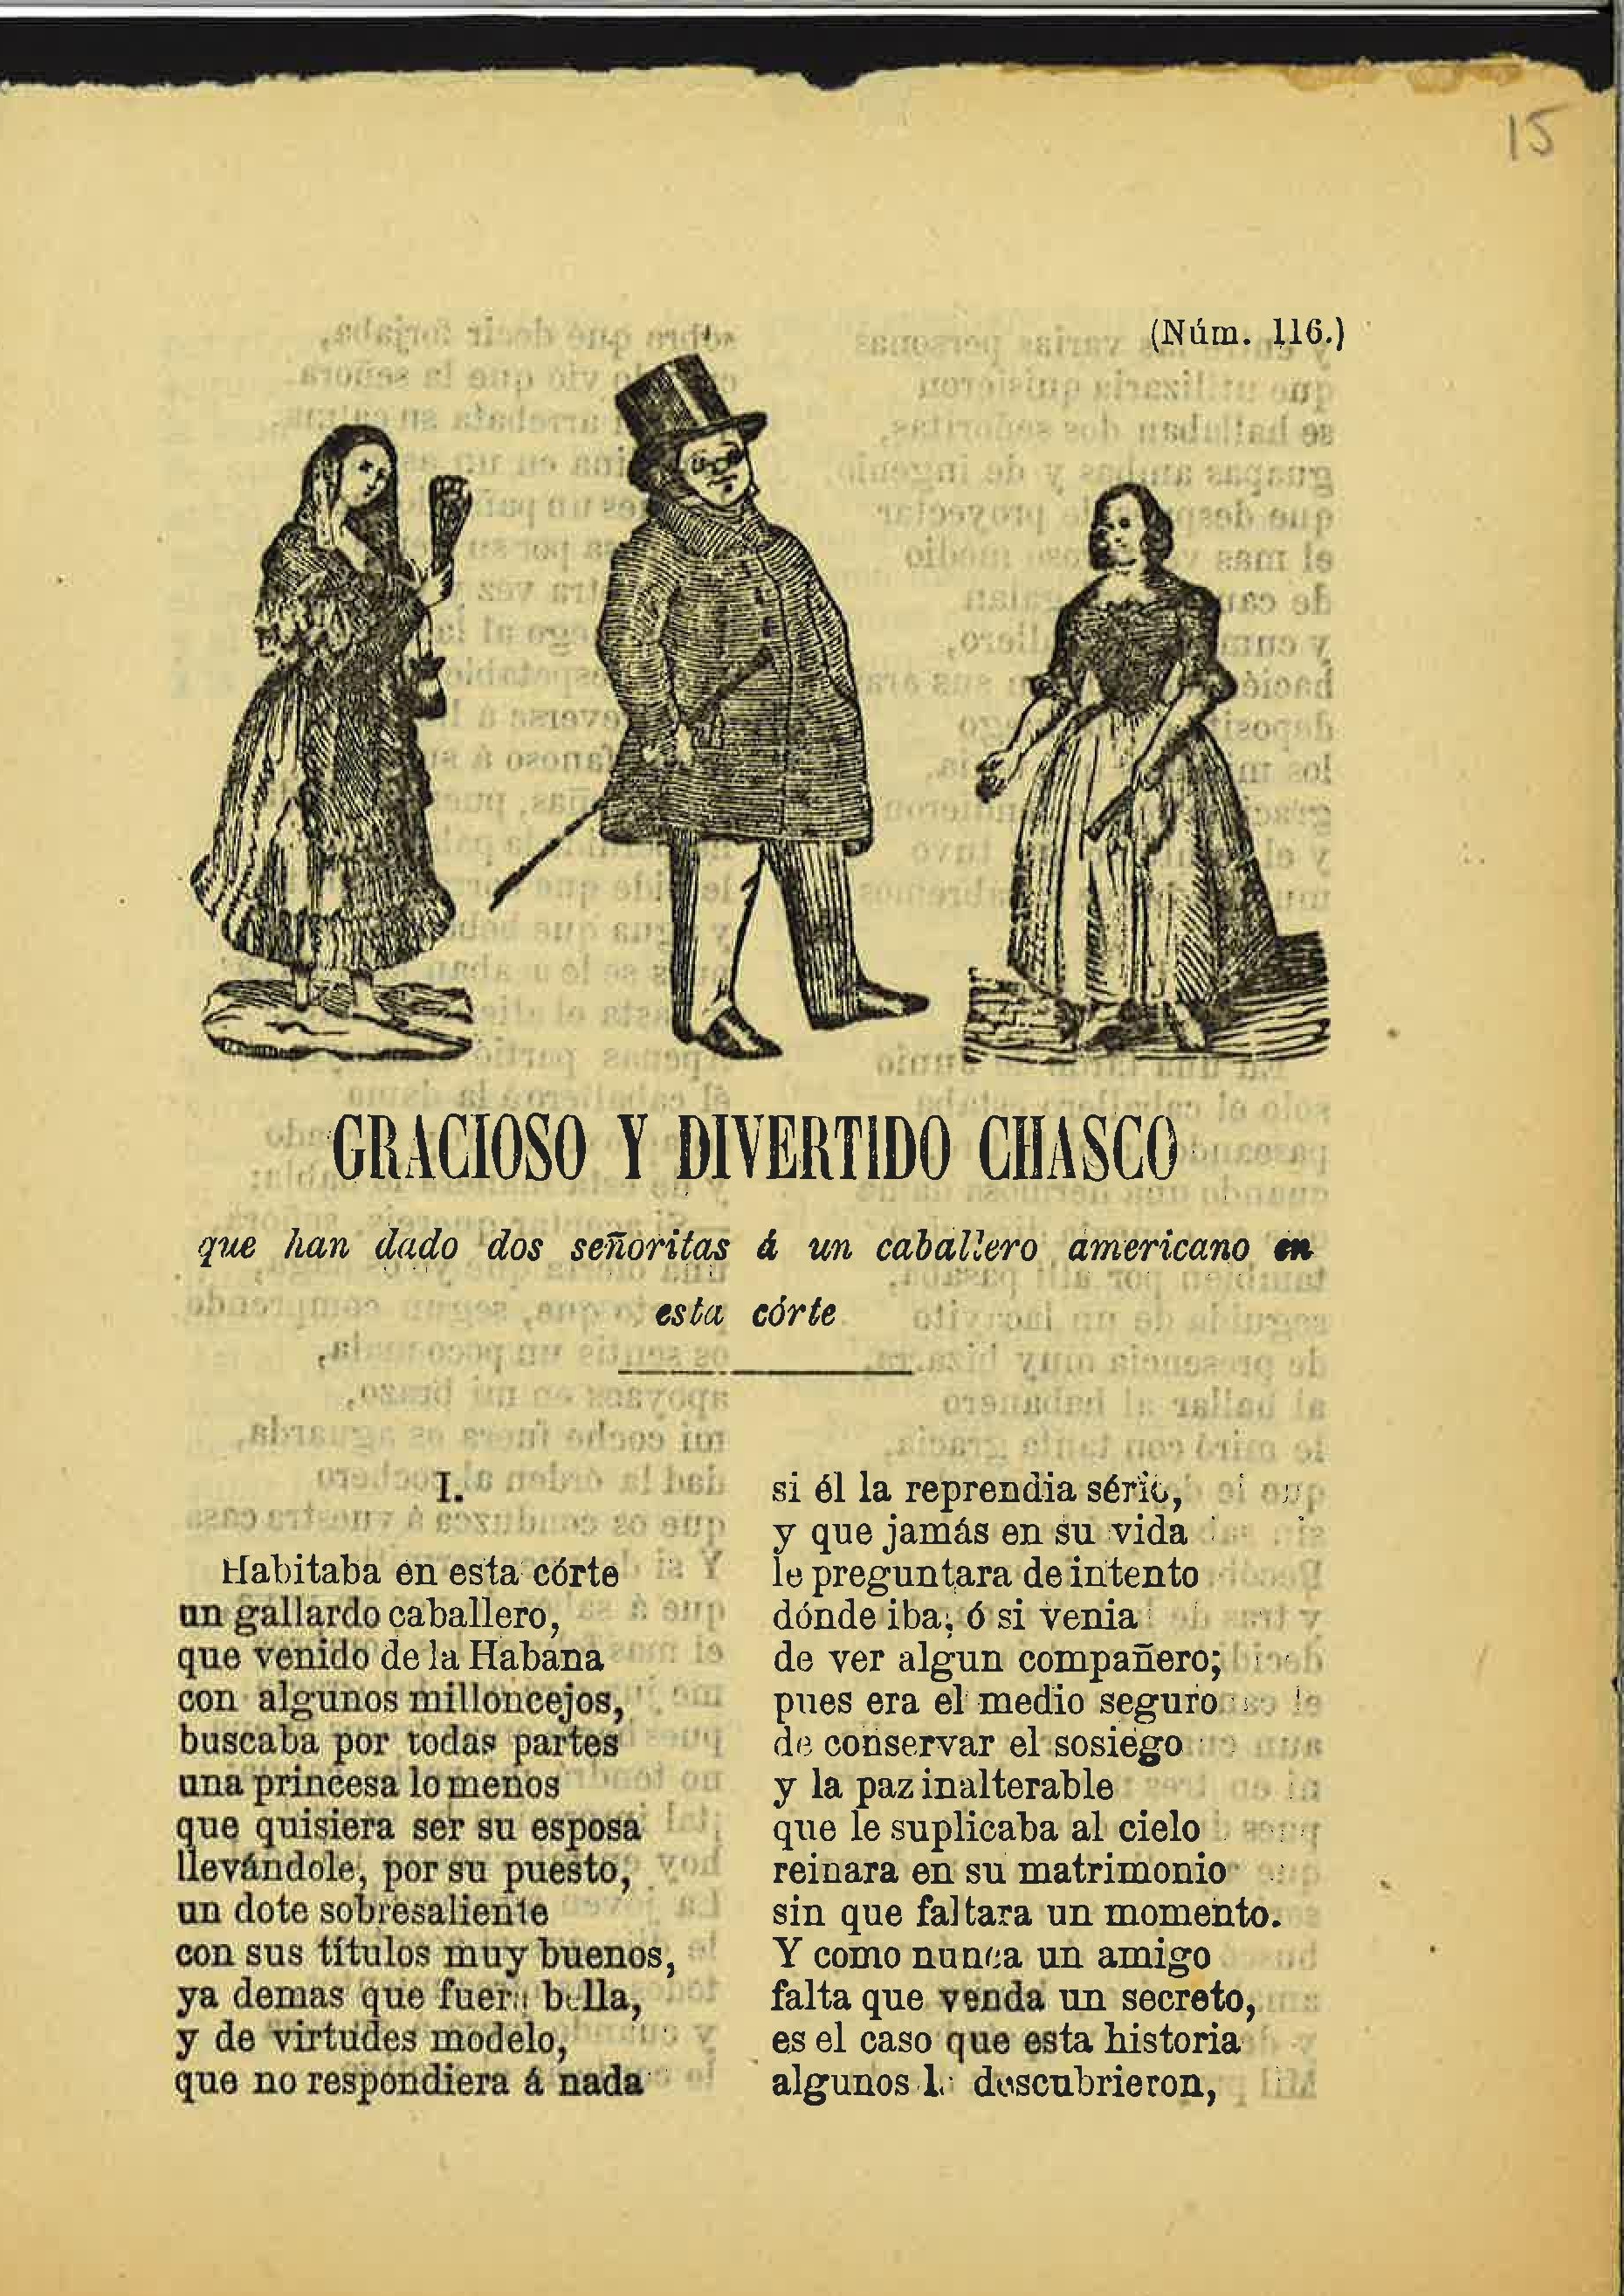 15
(Núm. 116.)
GRACIOSO Y DIVERTIDO CHASCO
que han dado dos señoritas á un caballero americano en
esta córte
I.
Habitaba en esta córte
un gallardo caballero,
que venido de la Habana
con algunos milloncejos,
buscaba por todas partes
una princesa lo menos
que quisiera ser su esposa
llevándole, por su puesto,
un dote sobresaliente
con sus títulos muy buenos,
ya demas que fuera bella,
y de virtudes modelo,
que no respondiera á nada
si él la reprendia sério,
y que jamás en su vida
le preguntara de intento
dónde iba, ó si venia
de ver algun compañero;
pues era el medio seguro
de conservar el sosiego
y la paz inalterable
que le suplicaba al cielo
reinara en su matrimonio
sin que faltara un momento.
Y como nunca un amigo
falta que venda un secreto,
es el caso que esta historia
algunos la descubrieron,